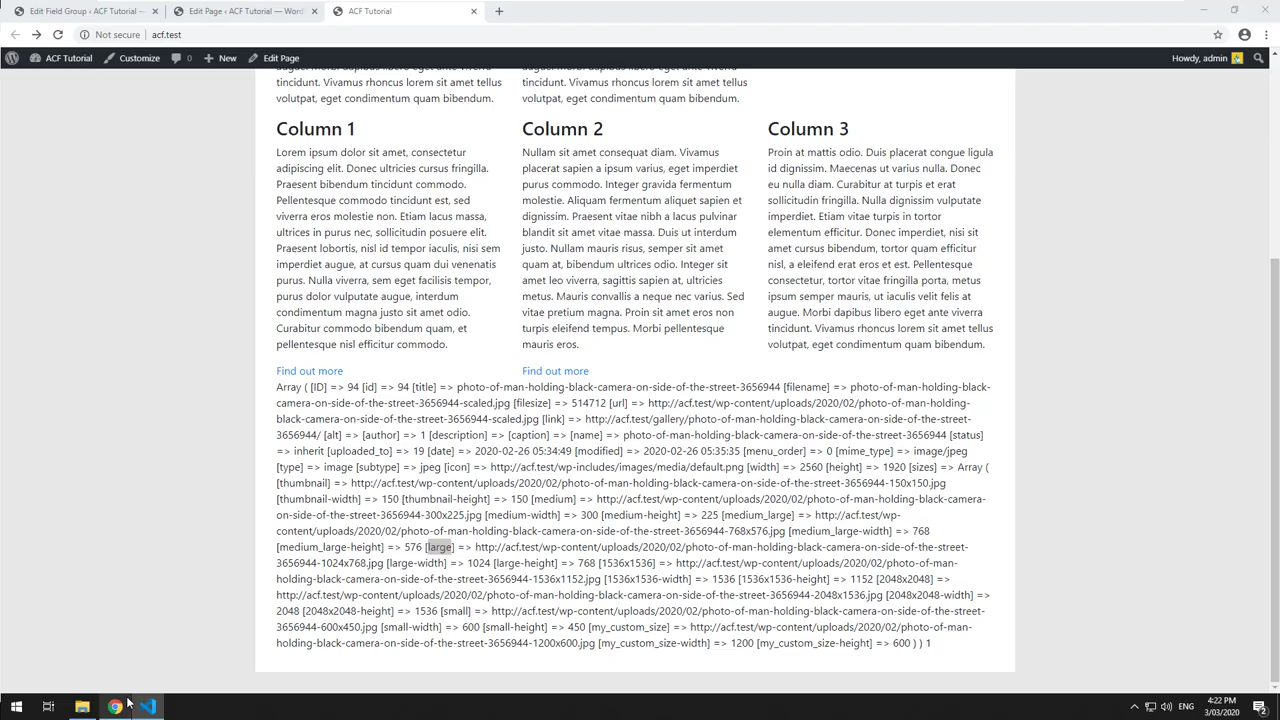 Edit Field Group ‹ ACF Tutorial —
Edit Page ‹ ACF Tutorial — Word
ACF Tutorial
Not secure
acf.test
ACF Tutorial
Customize
0
New
Edit Page
Howdy, admin
tincidunt. Vivamus rhoncus lorem sit amet tellus
volutpat, eget condimentum quam bibendum.
tincidunt. Vivamus rhoncus lorem sit amet tellus
volutpat, eget condimentum quam bibendum.
Column 1
Lorem ipsum dolor sit amet, consectetur
adipiscing elit. Donec ultricies cursus fringilla.
Praesent bibendum tincidunt commodo.
Pellentesque commodo tincidunt est, sed
viverra eros molestie non. Etiam lacus massa,
ultrices in purus nec, sollicitudin posuere elit.
Praesent lobortis, nisl id tempor iaculis, nisi sem
imperdiet augue, at cursus quam dui venenatis
purus. Nulla viverra, sem eget facilisis tempor,
purus dolor vulputate augue, interdum
condimentum magna justo sit amet odio.
Curabitur commodo bibendum quam, et
pellentesque nisl efficitur commodo.
Find out more
Column 2
Nullam sit amet consequat diam. Vivamus
placerat sapien a ipsum varius, eget imperdiet
purus commodo. Integer gravida fermentum
molestie. Aliquam fermentum aliquet sapien et
dignissim. Praesent vitae nibh a lacus pulvinar
blandit sit amet vitae massa. Duis ut interdum
justo. Nullam mauris risus, semper sit amet
quam at, bibendum ultrices odio. Integer sit
amet leo viverra, sagittis sapien at, ultricies
metus. Mauris convallis a neque nec varius. Sed
vitae pretium magna. Proin sit amet eros non
turpis eleifend tempus. Morbi pellentesque
mauris eros.
Find out more
Column 3
Proin at mattis odio. Duis placerat congue ligula
id dignissim. Maecenas ut varius nulla. Donec
eu nulla diam. Curabitur at turpis et erat
sollicitudin fringilla. Nulla dignissim vulputate
imperdiet. Etiam vitae turpis in tortor
elementum efficitur. Donec imperdiet, nisi sit
amet cursus bibendum, tortor quam efficitur
nisl, a eleifend erat eros et est. Pellentesque
consectetur, tortor vitae fringilla porta, metus
ipsum semper mauris, ut iaculis velit felis at
augue. Morbi dapibus libero eget ante viverra
tincidunt. Vivamus rhoncus lorem sit amet tellus
volutpat, eget condimentum quam bibendum.
Array ( [ID] => 94 [id] => 94 [title] => photo-of-man-holding-black-camera-on-side-of-the-street-3656944 [filename] => photo-of-man-holding-black-
camera-on-side-of-the-street-3656944-scaled.jpg [filesize] => 514712 [url] => http://acf.test/wp-content/uploads/2020/02/photo-of-man-holding-
black-camera-on-side-of-the-street-3656944-scaled.jpg [link] => http://acf.test/gallery/photo-of-man-holding-black-camera-on-side-of-the-street-
3656944/ [alt] => [author] => 1 [description] => [caption] => [name] => photo-of-man-holding-black-camera-on-side-of-the-street-3656944 [status]
=> inherit [uploaded_to] => 19 [date] => 2020-02-26 05:34:49 [modified] => 2020-02-26 05:35:35 [menu_order] => 0 [mime_type] => image/jpeg
[type] => image [subtype] => jpeg [icon] => http://acf.test/wp-includes/images/media/default.png [width] => 2560 [height] => 1920 [sizes] => Array (
[thumbnail] => http://acf.test/wp-content/uploads/2020/02/photo-of-man-holding-black-camera-on-side-of-the-street-3656944-150x150.jpg
[thumbnail-width] => 150 [thumbnail-height] => 150 [medium] => http://acf.test/wp-content/uploads/2020/02/photo-of-man-holding-black-camera-
on-side-of-the-street-3656944-300x225.jpg [medium-width] => 300 [medium-height] => 225 [medium_large] => http://acf.test/wp-
content/uploads/2020/02/photo-of-man-holding-black-camera-on-side-of-the-street-3656944-768x576.jpg [medium_large-width] => 768
[medium_large-height] => 576 [large] => http://acf.test/wp-content/uploads/2020/02/photo-of-man-holding-black-camera-on-side-of-the-street-
3656944-1024x768.jpg [large-width] => 1024 [large-height] => 768 [1536x1536] => http://acf.test/wp-content/uploads/2020/02/photo-of-man-
holding-black-camera-on-side-of-the-street-3656944-1536x1152.jpg [1536x1536-width] => 1536 [1536x1536-height] => 1152 [2048x2048] =>
http://acf.test/wp-content/uploads/2020/02/photo-of-man-holding-black-camera-on-side-of-the-street-3656944-2048x1536.jpg [2048x2048-width] =>
2048 [2048x2048-height] => 1536 [small] => http://acf.test/wp-content/uploads/2020/02/photo-of-man-holding-black-camera-on-side-of-the-street-
3656944-600x450.jpg [small-width] => 600 [small-height] => 450 [my_custom_size] => http://acf.test/wp-content/uploads/2020/02/photo-of-man-
holding-black-camera-on-side-of-the-street-3656944-1200x600.jpg [my_custom_size-width] => 1200 [my_custom_size-height] => 600 ) ) 1
ENG
4:22 PM
3/03/2020
2